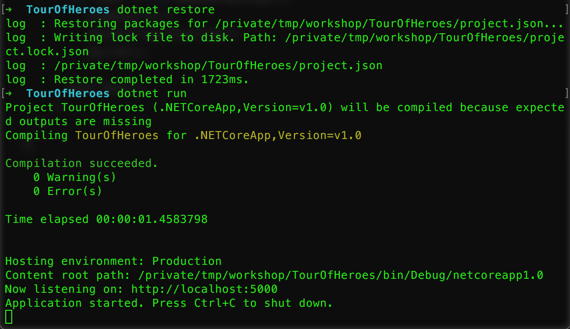 [→  TourOfHeroes dotnet restore ]
log  : Restoring packages for /private/tmp/workshop/TourOfHeroes/project.json...
log  : Writing lock file to disk. Path: /private/tmp/workshop/TourOfHeroes/proje
ct.lock.json
log  : /private/tmp/workshop/TourOfHeroes/project.json
log  : Restore completed in 1723ms.
[→  TourOfHeroes dotnet run ]
Project TourOfHeroes (.NETCoreApp,Version=v1.0) will be compiled because expecte
d outputs are missing
Compiling TourOfHeroes for .NETCoreApp,Version=v1.0
Compilation succeeded.
    0 Warning(s)
    0 Error(s)
Time elapsed 00:00:01.4583798
Hosting environment: Production
Content root path: /private/tmp/workshop/TourOfHeroes/bin/Debug/netcoreapp1.0
Now listening on: http://localhost:5000
Application started. Press Ctrl+C to shut down.